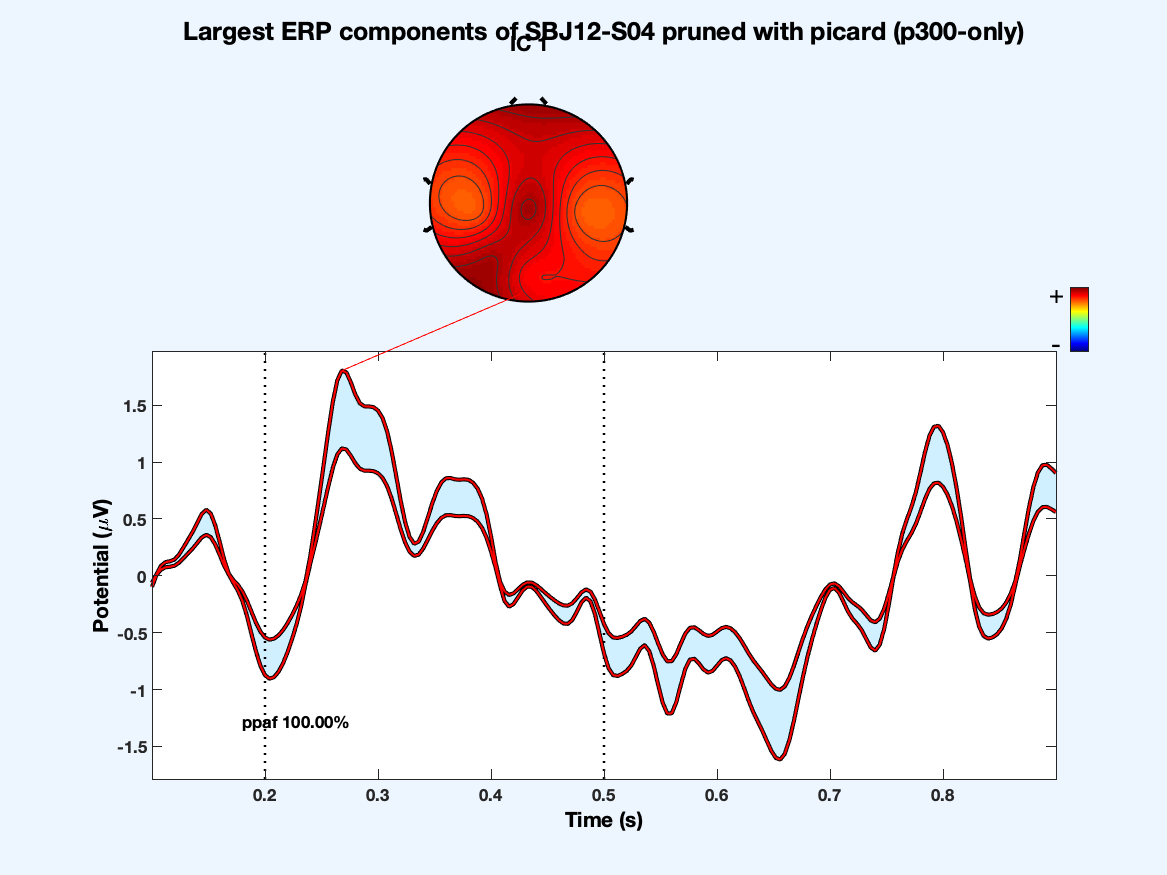 Largest ERP components of SBJ12-S04 pruned with picard (p300-only)
IC 1
+
-
1.5
1
0.5
0
-0.5
-1
-1.5
Potential (μV)
ppaf 100.00%
0.2 0.3 0.4 0.5 0.6 0.7 0.8
Time (s)